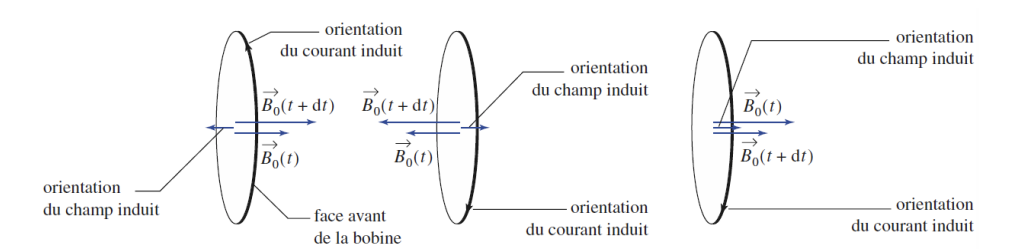 orientation
du courant induit
B₀(t + dt)
B₀(t)
orientation
du champ induit
face avant
de la bobine
B₀(t + dt)
B₀(t)
orientation
du champ induit
orientation
du courant induit
orientation
du champ induit
B₀(t)
B₀(t + dt)
orientation
du courant induit